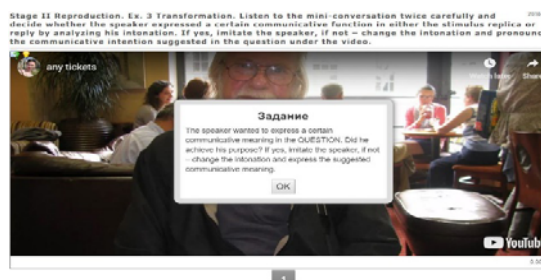 Stage II Reproduction. Ex. 3 Transformation. Listen to the mini-conversation twice carefully and
decide whether the speaker expressed a certain communicative function in either the stimulus replica or
reply by analyzing his intonation. If yes, imitate the speaker, if not – change the intonation and pronounce
the communicative intention suggested in the question under the video.
any tickets
Watch later
Share
Задание
The speaker wanted to express a certain
communicative meaning in the QUESTION. Did he
achieve his purpose? If yes, imitate the speaker, if not
–change the intonation and express the suggested
communicative meaning.
OK
YouTub
1